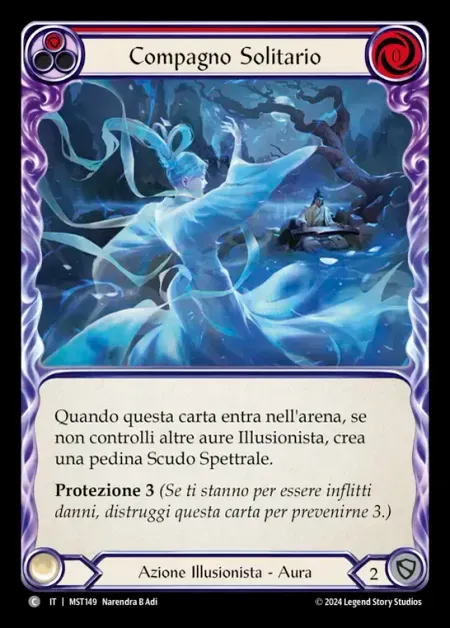 Compagno Solitario
0
Quando questa carta entra nell'arena, se
non controlli altre aure Illusionista, crea
una pedina Scudo Spettrale.
Protezione 3 (Se ti stanno per essere inflitti
danni, distruggi questa carta per prevenirne 3.)
Azione Illusionista - Aura
2
C IT | MST149 Narendra B Adi
© 2024 Legend Story Studios